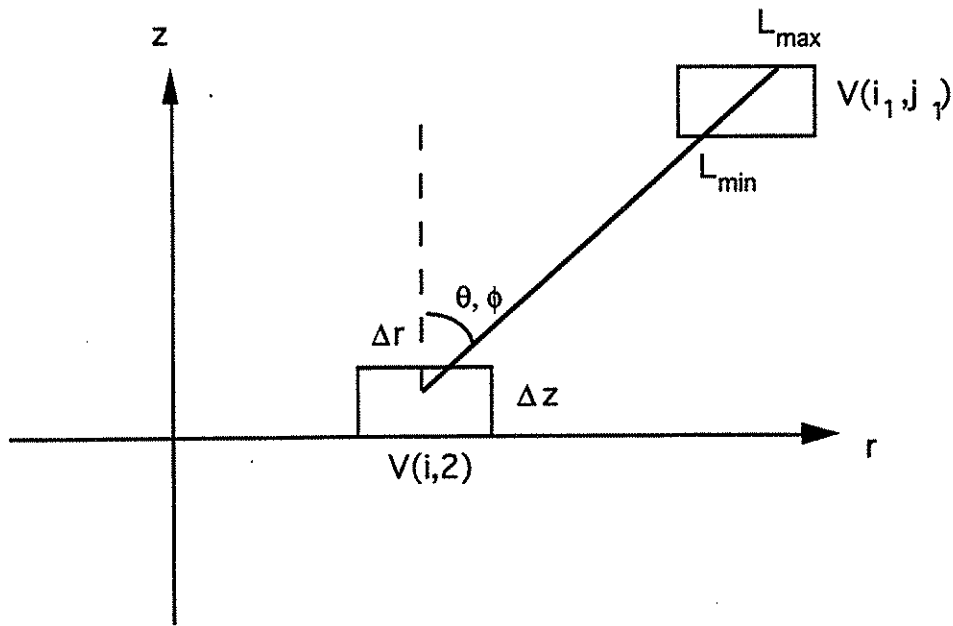 z
L_max
V(i_1,j_1)
L_min
θ, ϕ
Δr
Δz
r
V(i,2)